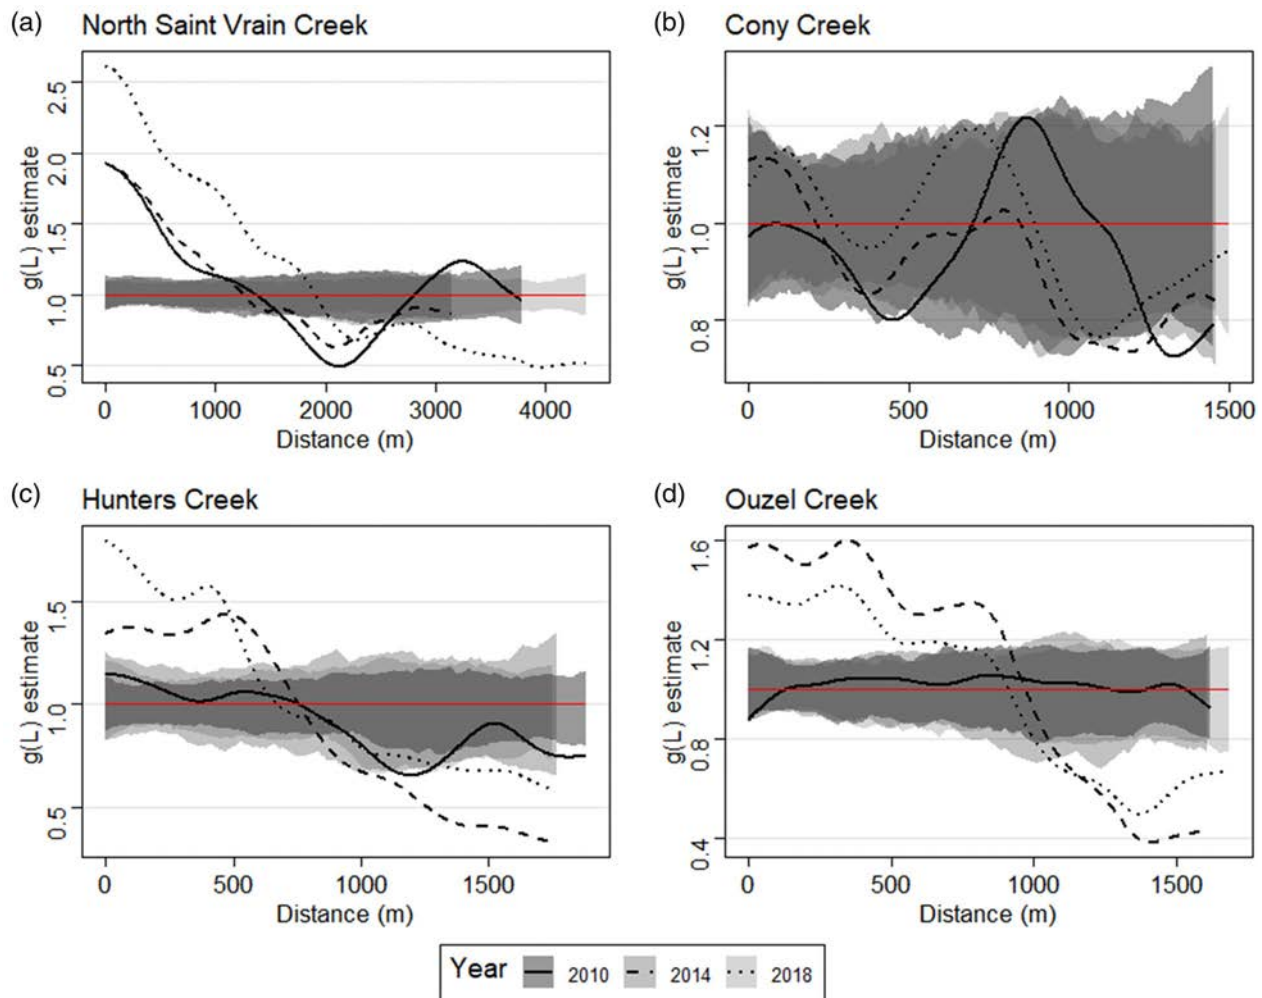 (a) North Saint Vrain Creek
g(L) estimate
2.5
2.0
1.5
1.0
0.5
0 1000 2000 3000 4000
Distance (m)
(b) Cony Creek
g(L) estimate
1.2
1.0
0.8
0 500 1000 1500
Distance (m)
(c) Hunters Creek
g(L) estimate
1.5
1.0
0.5
0 500 1000 1500
Distance (m)
(d) Ouzel Creek
g(L) estimate
1.6
1.2
0.8
0.4
0 500 1000 1500
Distance (m)
Year 2010 2014 2018